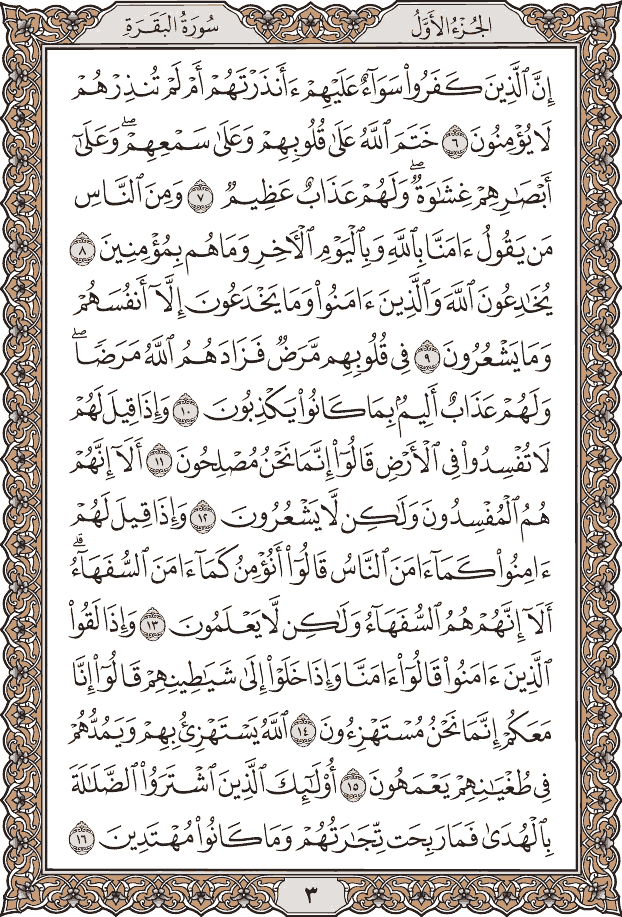 سُورَةُ البَقَرَةِ
الجُزْءُ الأَوَّلُ
إِنَّ ٱلَّذِينَ كَفَرُوا۟ سَوَآءٌ عَلَيْهِمْ ءَأَنذَرْتَهُمْ أَمْ لَمْ تُنذِرْهُمْ
لَا يُؤْمِنُونَ ٦ خَتَمَ ٱللَّهُ عَلَىٰ قُلُوبِهِمْ وَعَلَىٰ سَمْعِهِمْ ۖ وَعَلَىٰٓ
أَبْصَـٰرِهِمْ غِشَـٰوَةٌ ۖ وَلَهُمْ عَذَابٌ عَظِيمٌ ٧ وَمِنَ ٱلنَّاسِ
مَن يَقُولُ ءَامَنَّا بِٱللَّهِ وَبِٱلْيَوْمِ ٱلْـَٔاخِرِ وَمَا هُم بِمُؤْمِنِينَ ٨
يُخَـٰدِعُونَ ٱللَّهَ وَٱلَّذِينَ ءَامَنُوا۟ وَمَا يَخْدَعُونَ إِلَّآ أَنفُسَهُمْ
وَمَا يَشْعُرُونَ ٩ فِى قُلُوبِهِم مَّرَضٌ فَزَادَهُمُ ٱللَّهُ مَرَضًا ۖ
وَلَهُمْ عَذَابٌ أَلِيمٌۢ بِمَا كَانُوا۟ يَكْذِبُونَ ١٠ وَإِذَا قِيلَ لَهُمْ
لَا تُفْسِدُوا۟ فِى ٱلْأَرْضِ قَالُوٓا۟ إِنَّمَا نَحْنُ مُصْلِحُونَ ١١ أَلَآ إِنَّهُمْ
هُمُ ٱلْمُفْسِدُونَ وَلَـٰكِن لَّا يَشْعُرُونَ ١٢ وَإِذَا قِيلَ لَهُمْ
ءَامِنُوا۟ كَمَآ ءَامَنَ ٱلنَّاسُ قَالُوٓا۟ أَنُؤْمِنُ كَمَآ ءَامَنَ ٱلسُّفَهَآءُ ۗ
أَلَآ إِنَّهُمْ هُمُ ٱلسُّفَهَآءُ وَلَـٰكِن لَّا يَعْلَمُونَ ١٣ وَإِذَا لَقُوا۟
ٱلَّذِينَ ءَامَنُوا۟ قَالُوٓا۟ ءَامَنَّا وَإِذَا خَلَوْا۟ إِلَىٰ شَيَـٰطِينِهِمْ قَالُوٓا۟ إِنَّا
مَعَكُمْ إِنَّمَا نَحْنُ مُسْتَهْزِءُونَ ١٤ ٱللَّهُ يَسْتَهْزِئُ بِهِمْ وَيَمُدُّهُمْ
فِى طُغْيَـٰنِهِمْ يَعْمَهُونَ ١٥ أُو۟لَـٰٓئِكَ ٱلَّذِينَ ٱشْتَرَوُا۟ ٱلضَّلَـٰلَةَ
بِٱلْهُدَىٰ فَمَا رَبِحَت تِّجَـٰرَتُهُمْ وَمَا كَانُوا۟ مُهْتَدِينَ ١٦
٣